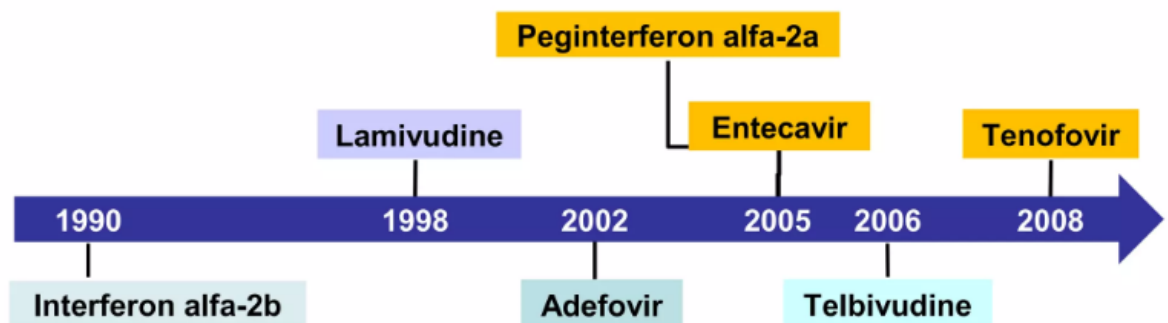 Peginterferon alfa-2a
Lamivudine
Entecavir
Tenofovir
1990 1998 2002 2005 2006 2008
Interferon alfa-2b
Adefovir
Telbivudine